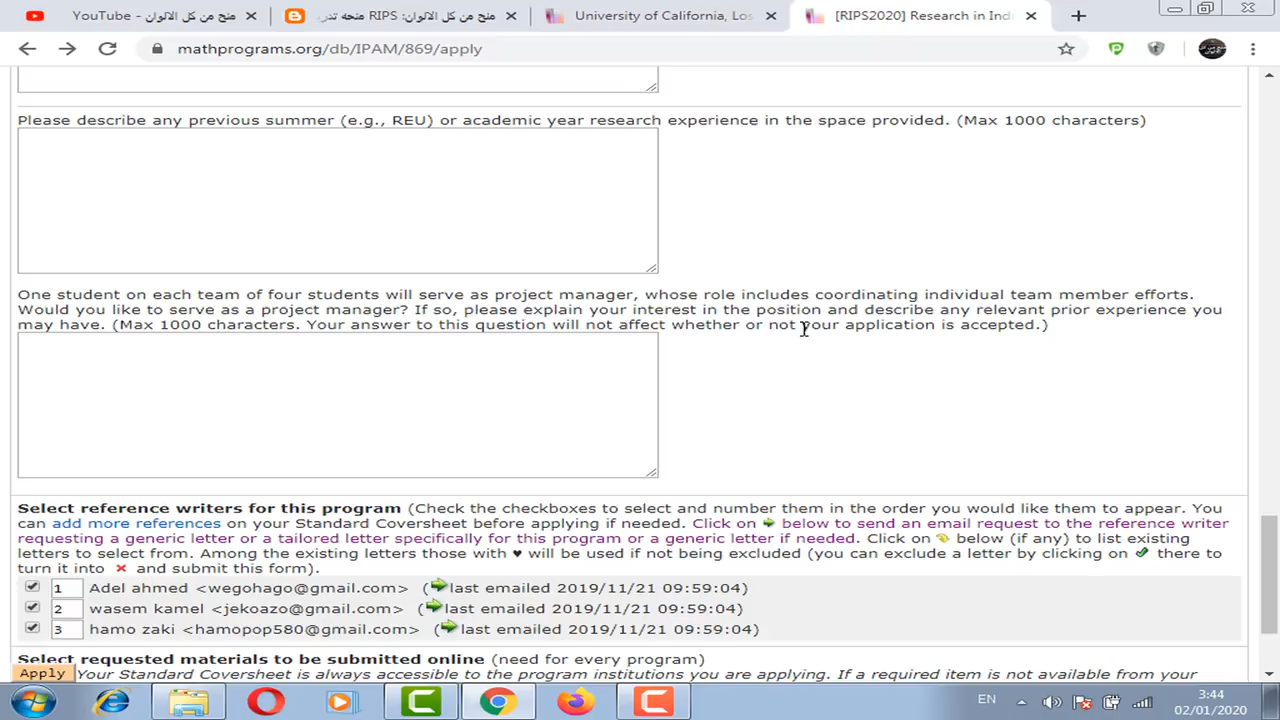 منح من كل الالوان - YouTube
منح من كل الالوان: RIPS منحه تدر
University of California, Los
[RIPS2020] Research in Ind
mathprograms.org/db/IPAM/869/apply
Please describe any previous summer (e.g., REU) or academic year research experience in the space provided. (Max 1000 characters)
One student on each team of four students will serve as project manager, whose role includes coordinating individual team member efforts.
Would you like to serve as a project manager? If so, please explain your interest in the position and describe any relevant prior experience you
may have. (Max 1000 characters. Your answer to this question will not affect whether or not your application is accepted.)
Select reference writers for this program (Check the checkboxes to select and number them in the order you would like them to appear. You
can add more references on your Standard Coversheet before applying if needed. Click on below to send an email request to the reference writer
requesting a generic letter or a tailored letter specifically for this program or a generic letter if needed. Click on below (if any) to list existing
letters to select from. Among the existing letters those with ♥ will be used if not being excluded (you can exclude a letter by clicking on there to
turn it into and submit this form).
1 Adel ahmed <wegohago@gmail.com> (last emailed 2019/11/21 09:59:04)
2 wasem kamel <jekoazo@gmail.com> (last emailed 2019/11/21 09:59:04)
3 hamo zaki <hamopop580@gmail.com> (last emailed 2019/11/21 09:59:04)
Select requested materials to be submitted online (need for every program)
Apply Your Standard Coversheet is always accessible to the program institutions you are applying. If a required item is not available from your
EN
3:44
02/01/2020